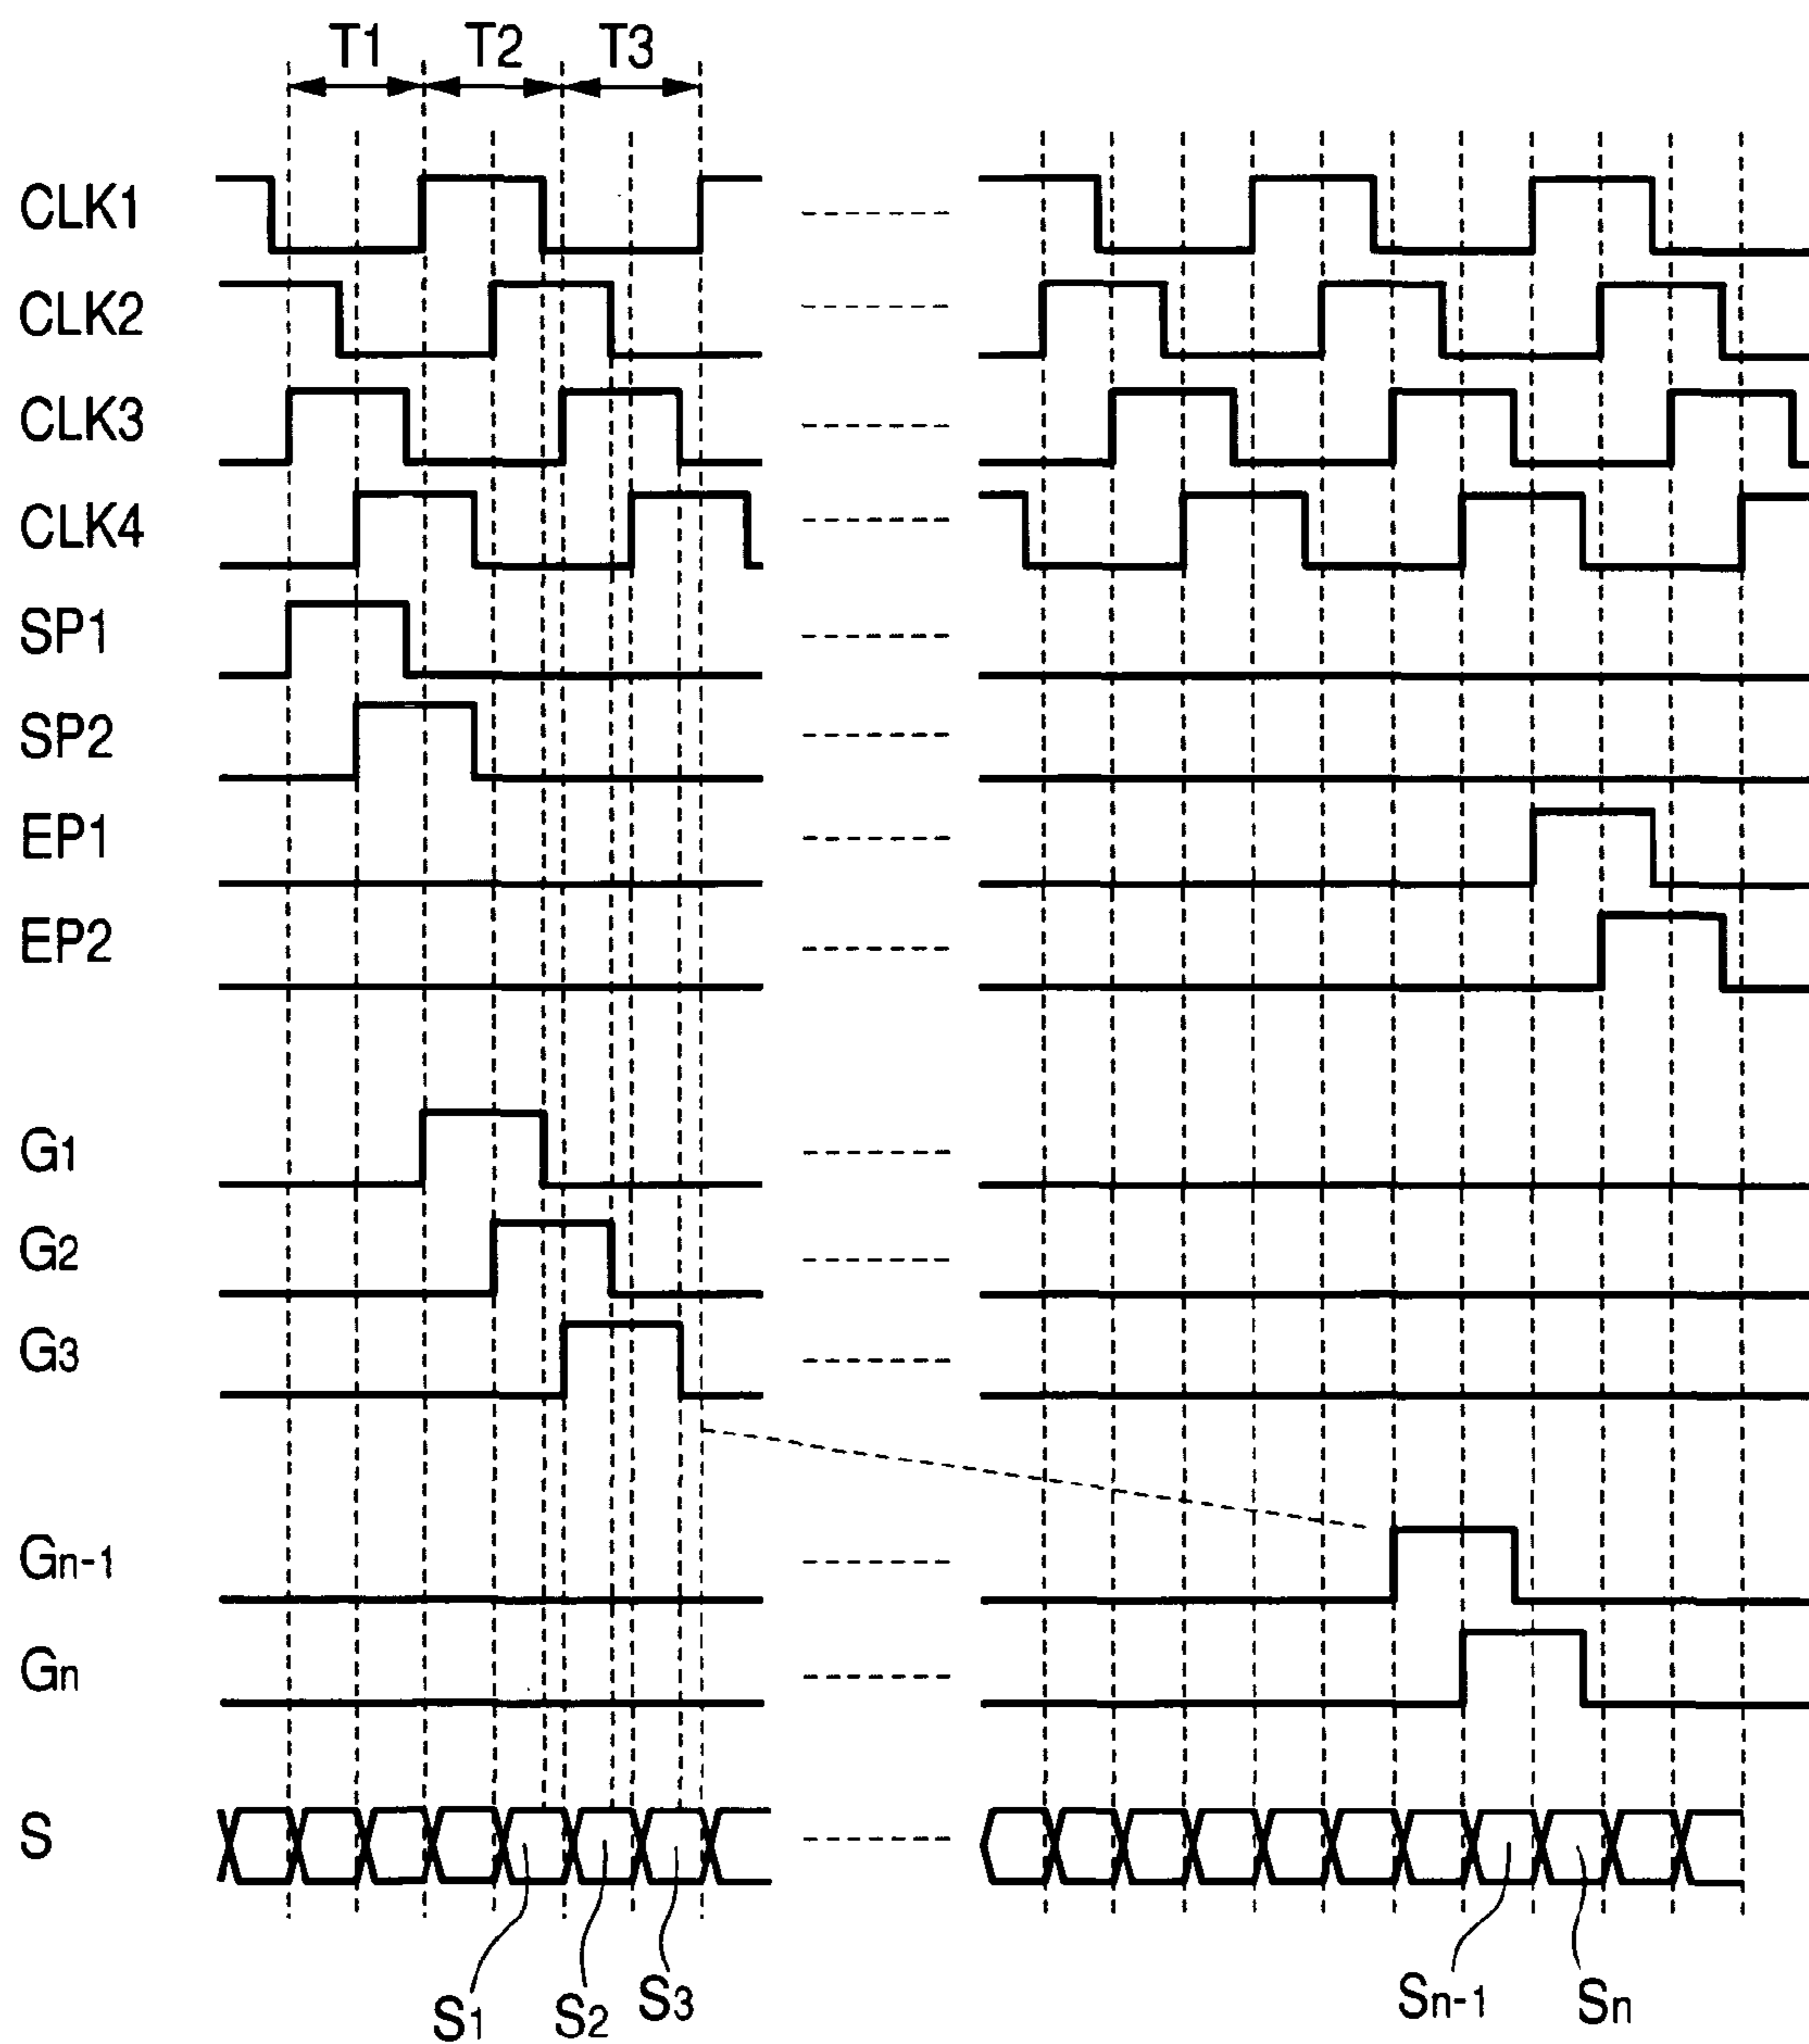 T1 T2 T3
CLK1
CLK2
CLK3
CLK4
SP1
SP2
EP1
EP2
G1
G2
G3
Gn-1
Gn
S
S1 S2 S3 Sn-1 Sn